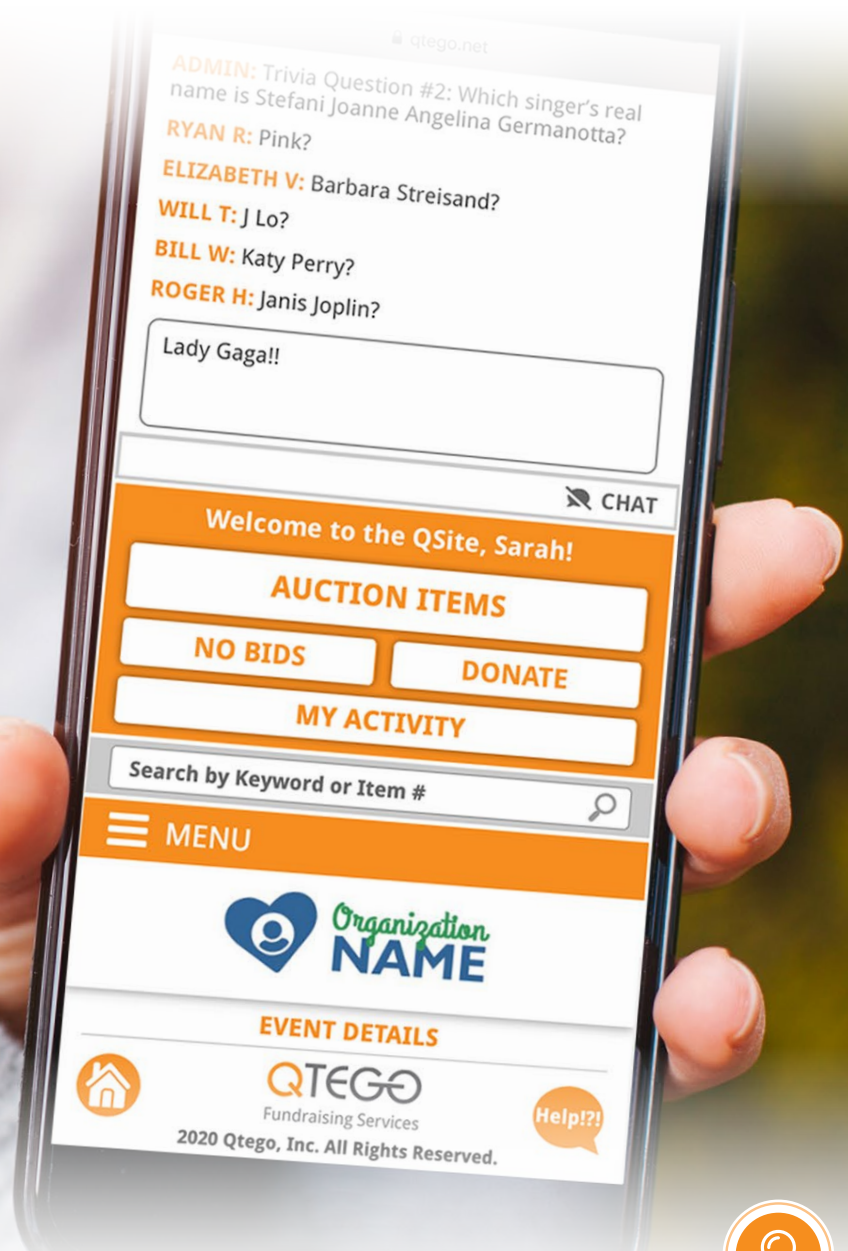 qtego.net
ADMIN: Trivia Question #2: Which singer's real
name is Stefani Joanne Angelina Germanotta?
RYAN R: Pink?
ELIZABETH V: Barbara Streisand?
WILL T: J Lo?
BILL W: Katy Perry?
ROGER H: Janis Joplin?
Lady Gaga!!
CHAT
Welcome to the QSite, Sarah!
AUCTION ITEMS
NO BIDS DONATE
MY ACTIVITY
Search by Keyword or Item #
MENU
Organization
NAME
EVENT DETAILS
QTEGO
Fundraising Services
Help!?!
2020 Qtego, Inc. All Rights Reserved.